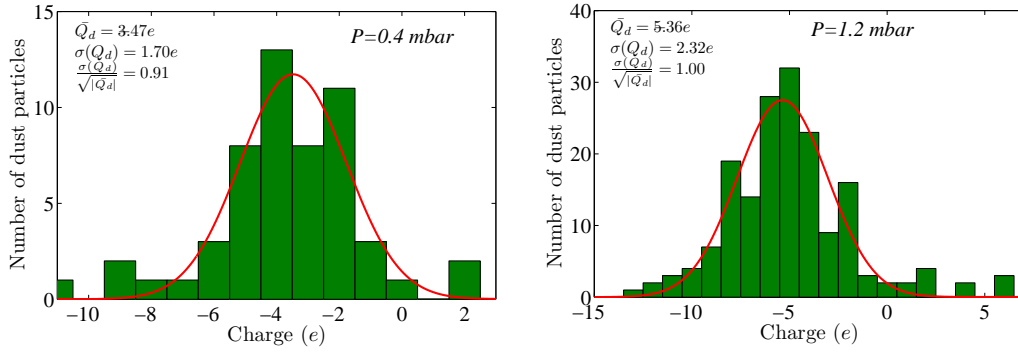 Q̄_d = -3.47e
σ(Q_d) = 1.70e
σ(Q_d)/√|Q̄_d| = 0.91
P=0.4 mbar
Number of dust particles
15
10
5
0
−10 −8 −6 −4 −2 0 2
Charge (e)
Q̄_d = -5.36e
σ(Q_d) = 2.32e
σ(Q_d)/√|Q̄_d| = 1.00
P=1.2 mbar
Number of dust particles
40
30
20
10
0
−15 −10 −5 0 5
Charge (e)